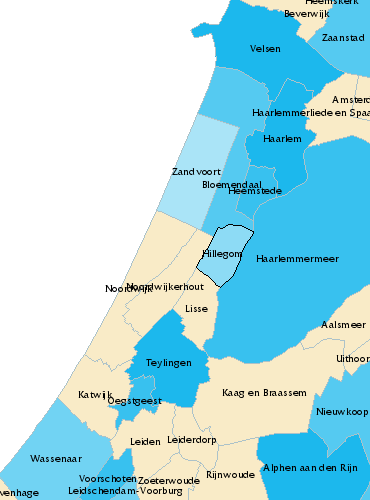 Heemskerk
Beverwijk
Zaanstad
Velsen
Amsterd
Haarlemmerliede en Spaa
Haarlem
Zandvoort
Bloemendaal
Heemstede
Hillegom
Haarlemmermeer
Noordwijk
Noordwijkerhout
Lisse
Aalsmeer
Uithoor
Teylingen
Katwijk
Oegstgeest
Kaag en Braassem
Nieuwkoop
Leiden
Leiderdorp
Wassenaar
Alphen aan den Rijn
Voorschoten
Zoeterwoude
Rijnwoude
venhage
Leidschendam-Voorburg